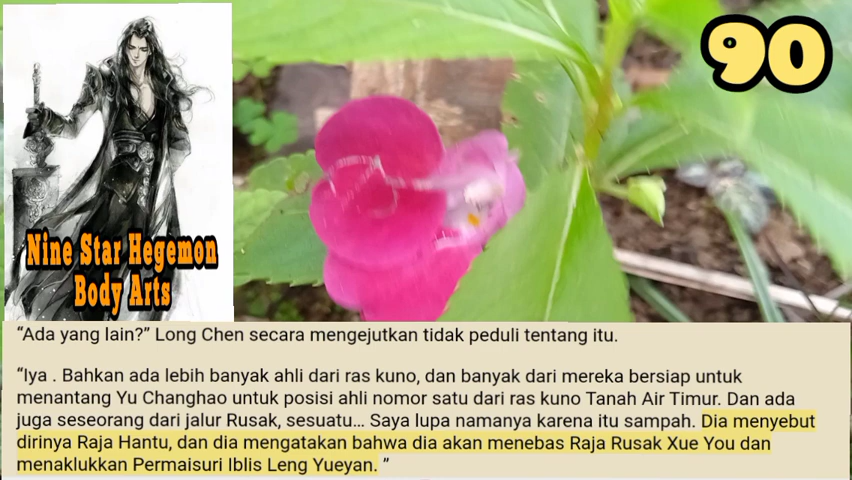 90
Nine Star Hegemon
Body Arts
“Ada yang lain?” Long Chen secara mengejutkan tidak peduli tentang itu.
“Iya . Bahkan ada lebih banyak ahli dari ras kuno, dan banyak dari mereka bersiap untuk
menantang Yu Changhao untuk posisi ahli nomor satu dari ras kuno Tanah Air Timur. Dan ada
juga seseorang dari jalur Rusak, sesuatu... Saya lupa namanya karena itu sampah. Dia menyebut
dirinya Raja Hantu, dan dia mengatakan bahwa dia akan menebas Raja Rusak Xue You dan
menaklukkan Permaisuri Iblis Leng Yueyan. ”